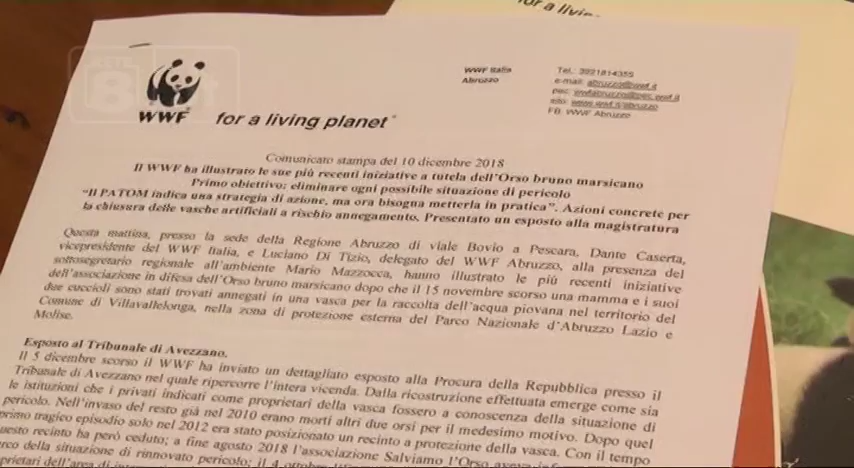 for a living
RETE
8
WWF
for a living planet®
WWF Italia
Abruzzo
Tel.
e-mail: abruzzo@wwf.it
pec: wwfabruzzo@pec.wwf.it
sito: www.wwf.it/abruzzo
FB: WWF Abruzzo
Comunicato stampa del 10 dicembre 2018
Il WWF ha illustrato le sue più recenti iniziative a tutela dell'Orso bruno marsicano
Primo obiettivo: eliminare ogni possibile situazione di pericolo
"Il PATOM indica una strategia di azione, ma ora bisogna metterla in pratica". Azioni concrete per
la chiusura delle vasche artificiali a rischio annegamento. Presentato un esposto alla magistratura
Questa mattina, presso la sede della Regione Abruzzo di viale Bovio a Pescara, Dante Caserta,
vicepresidente del WWF Italia, e Luciano Di Tizio, delegato del WWF Abruzzo, alla presenza del
sottosegretario regionale all'ambiente Mario Mazzocca, hanno illustrato le più recenti iniziative
dell'associazione in difesa dell'Orso bruno marsicano dopo che il 15 novembre scorso una mamma e i suoi
due cuccioli sono stati trovati annegati in una vasca per la raccolta dell'acqua piovana nel territorio del
Comune di Villavallelonga, nella zona di protezione esterna del Parco Nazionale d'Abruzzo Lazio e
Molise.
Esposto al Tribunale di Avezzano.
Il 5 dicembre scorso il WWF ha inviato un dettagliato esposto alla Procura della Repubblica presso il
Tribunale di Avezzano nel quale ripercorre l'intera vicenda. Dalla ricostruzione effettuata emerge come sia
le istituzioni che i privati indicati come proprietari della vasca fossero a conoscenza della situazione di
pericolo. Nell'invaso del resto già nel 2010 erano morti altri due orsi per il medesimo motivo. Dopo quel
primo tragico episodio solo nel 2012 era stato posizionato un recinto a protezione della vasca. Con il tempo
questo recinto ha però ceduto; a fine agosto 2018 l'associazione Salviamo l'Orso aveva
della situazione di rinnovato pericolo; il 4
dell'area di